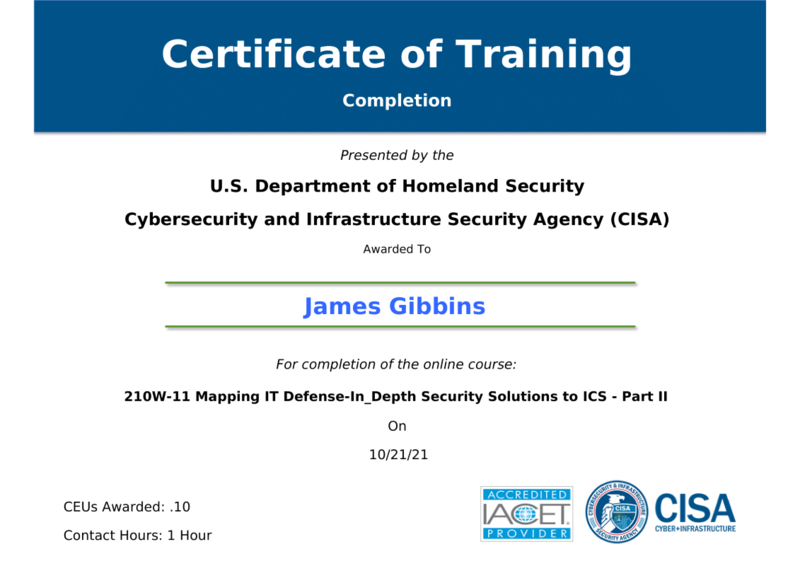 Certificate of Training
Completion
Presented by the
U.S. Department of Homeland Security
Cybersecurity and Infrastructure Security Agency (CISA)
Awarded To
James Gibbins
For completion of the online course:
210W-11 Mapping IT Defense-In_Depth Security Solutions to ICS - Part II
On
10/21/21
CEUs Awarded: .10
Contact Hours: 1 Hour
ACCREDITED
IACET
PROVIDER
CYBERSECURITY & INFRASTRUCTURE
CISA
SECURITY AGENCY
CISA
CYBER+INFRASTRUCTURE